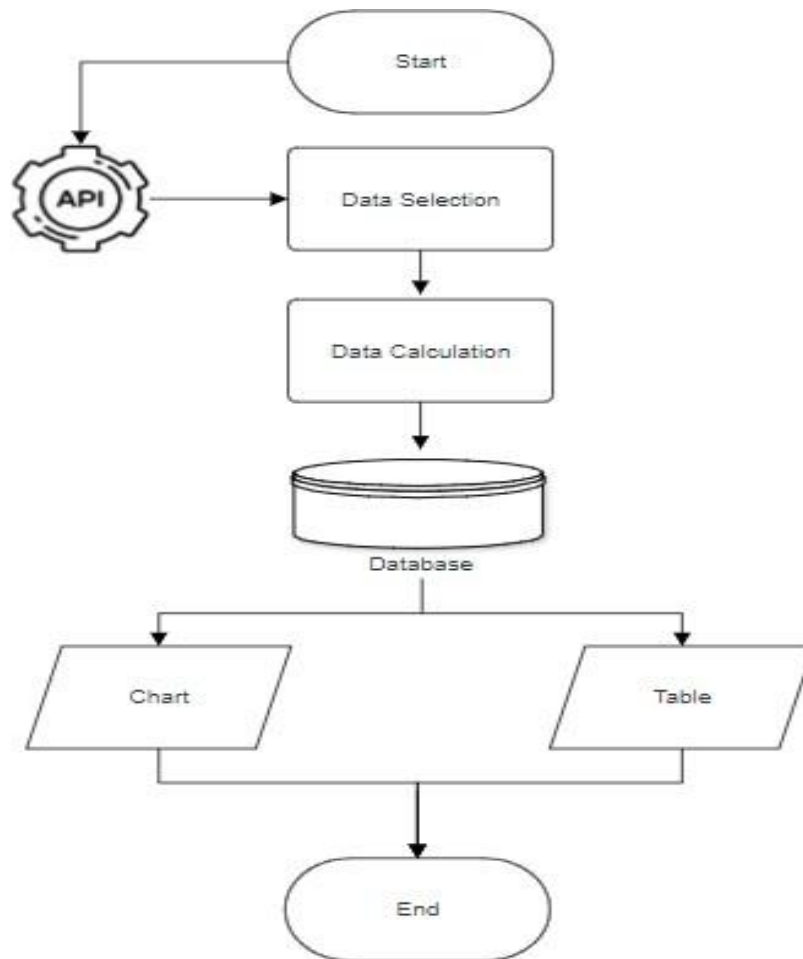 Start
API
Data Selection
Data Calculation
Database
Chart
Table
End